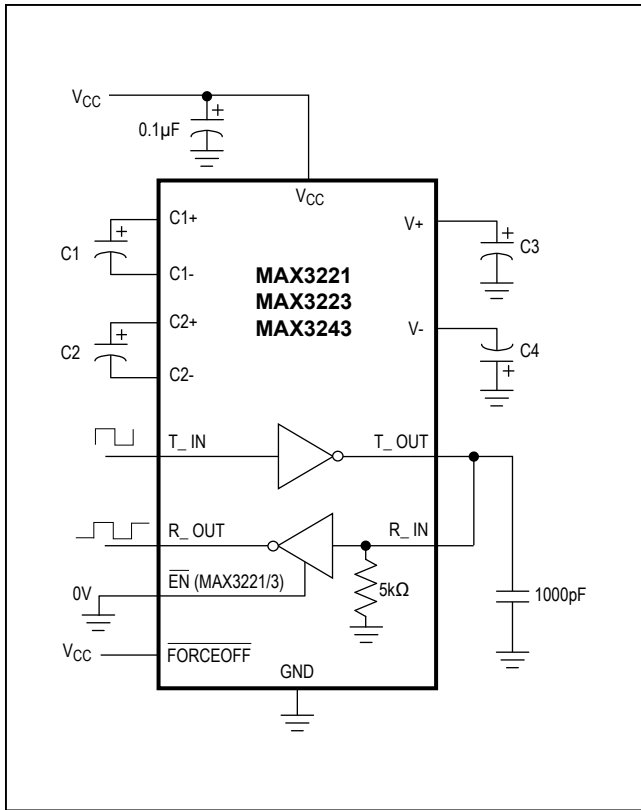 VCC
+
0.1µF
VCC
C1+
V+
+
C1
+
C3
C1-
MAX3221
MAX3223
MAX3243
C2+
V-
+
C2
C4
C2-
+
T_ IN
T_ OUT
R_ OUT
R_ IN
EN (MAX3221/3)
5kΩ
0V
1000pF
VCC
FORCEOFF
GND